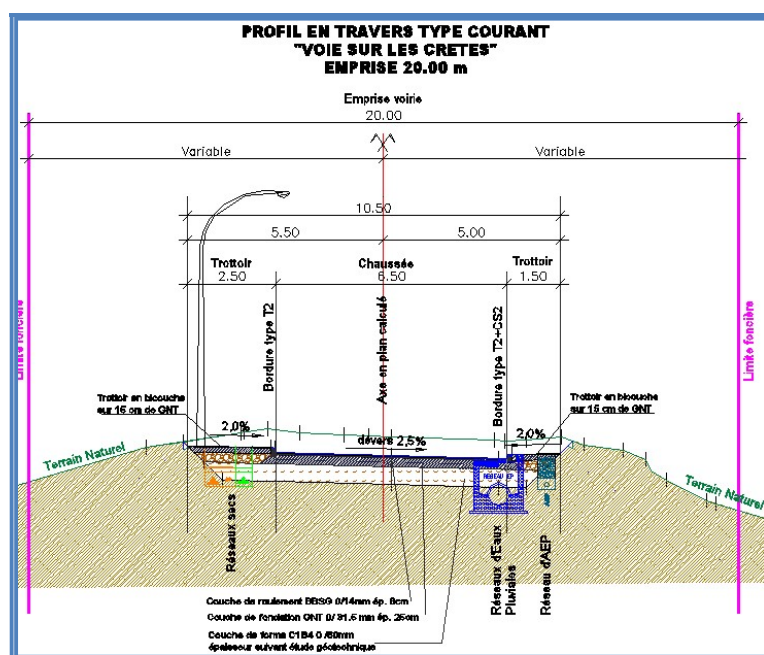 PROFIL EN TRAVERS TYPE COURANT
"VOIE SUR LES CRETES"
EMPRISE 20.00 m
Emprise voirie
20.00
Variable
Variable
10.50
5.50
5.00
Trottoir
Chaussée
Trottoir
2.50
6.50
1.50
Limite foncière
Bordure type T2
Axe en plan calculé
Bordure type T2+CS2
Limite foncière
Trottoir en bicouche
sur 15 cm de GNT
Trottoir en bicouche
sur 15 cm de GNT
2,0%
dévers 2,5%
2,0%
Terrain Naturel
Terrain Naturel
RESEAU EP
AEP
Réseaux secs
Réseaux d'Eaux
Pluviales
Réseau d'AEP
Couche de roulement BBSG 0/14mm ép. 6cm
Couche de fondation GNT 0/ 31.5 mm ép. 25cm
Couche de forme C1B4 0 /60mm
épaisseur suivant étude géotechnique